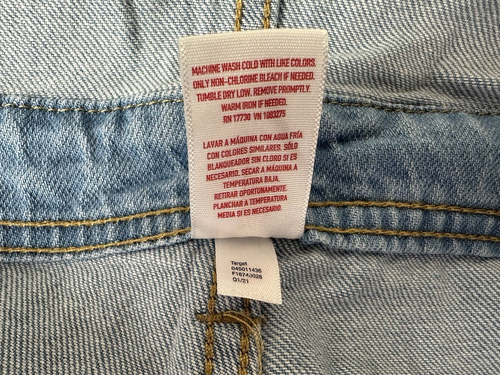 MACHINE WASH COLD WITH LIKE COLORS.
ONLY NON-CHLORINE BLEACH IF NEEDED.
TUMBLE DRY LOW. REMOVE PROMPTLY.
WARM IRON IF NEEDED.
RN 17730 VN 1083275
LAVAR A MÁQUINA CON AGUA FRÍA
CON COLORES SIMILARES. SÓLO
BLANQUEADOR SIN CLORO SI ES
NECESARIO. SECAR A MÁQUINA A
TEMPERATURA BAJA.
RETIRAR OPORTUNAMENTE.
PLANCHAR A TEMPERATURA
MEDIA SI ES NECESARIO.
Target
045011436
F18740028
Q1/21